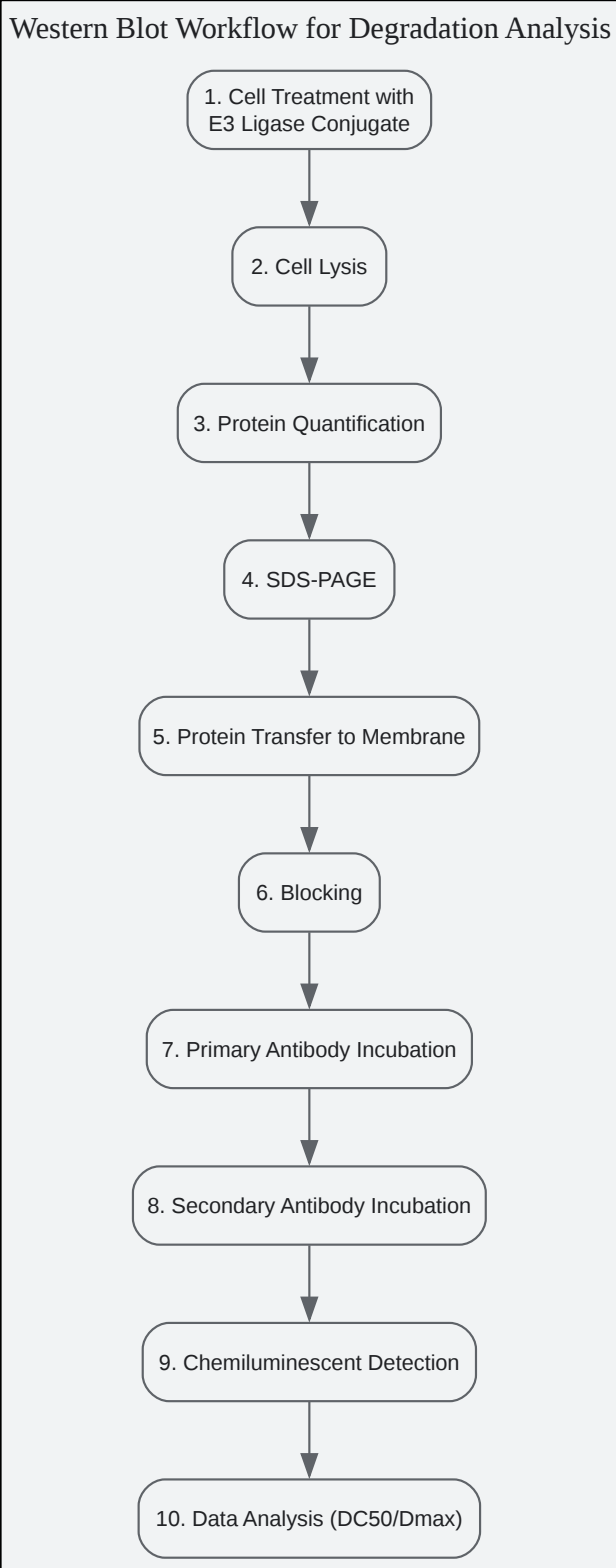 Western Blot Workflow for Degradation Analysis
1. Cell Treatment with
E3 Ligase Conjugate
2. Cell Lysis
3. Protein Quantification
4. SDS-PAGE
5. Protein Transfer to Membrane
6. Blocking
7. Primary Antibody Incubation
8. Secondary Antibody Incubation
9. Chemiluminescent Detection
10. Data Analysis (DC50/Dmax)